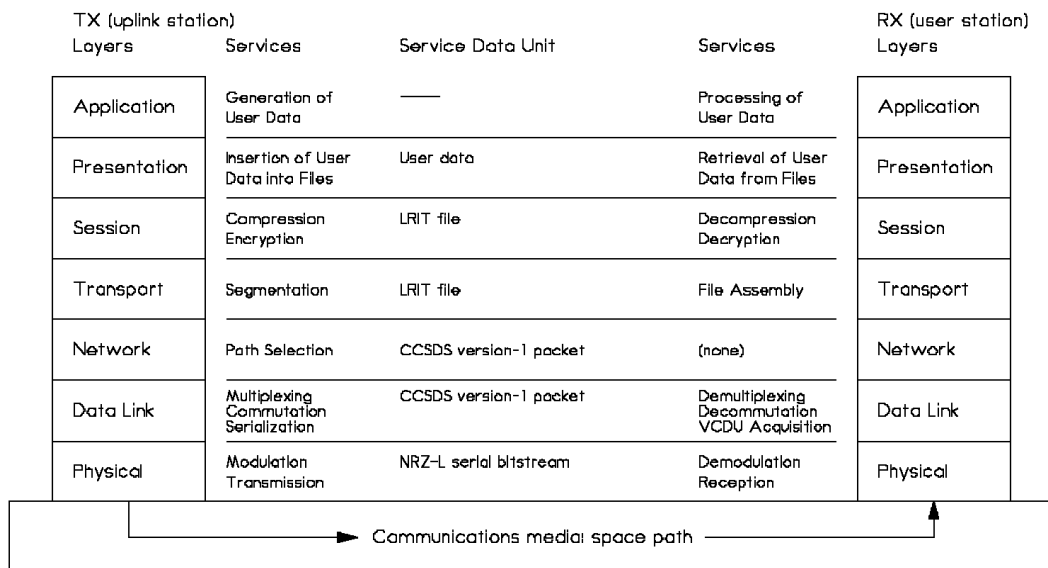 TX (uplink station) RX (user station)
Layers Services Service Data Unit Services Layers
Application Generation of User Data —— Processing of User Data Application
Presentation Insertion of User Data into Files User data Retrieval of User Data from Files Presentation
Session Compression Encryption LRIT file Decompression Decryption Session
Transport Segmentation LRIT file File Assembly Transport
Network Path Selection CCSDS version-1 packet (none) Network
Data Link Multiplexing Commutation Serialization CCSDS version-1 packet Demultiplexing Decommutation VCDU Acquisition Data Link
Physical Modulation Transmission NRZ-L serial bitstream Demodulation Reception Physical
Communications media: space path